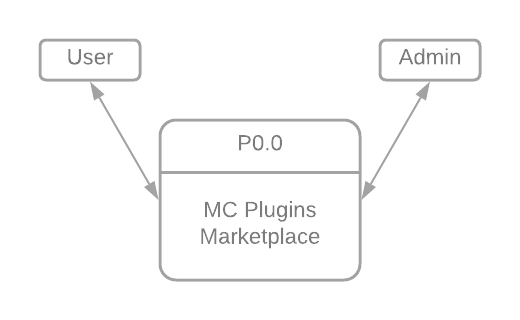 User
Admin
P0.0
MC Plugins
Marketplace